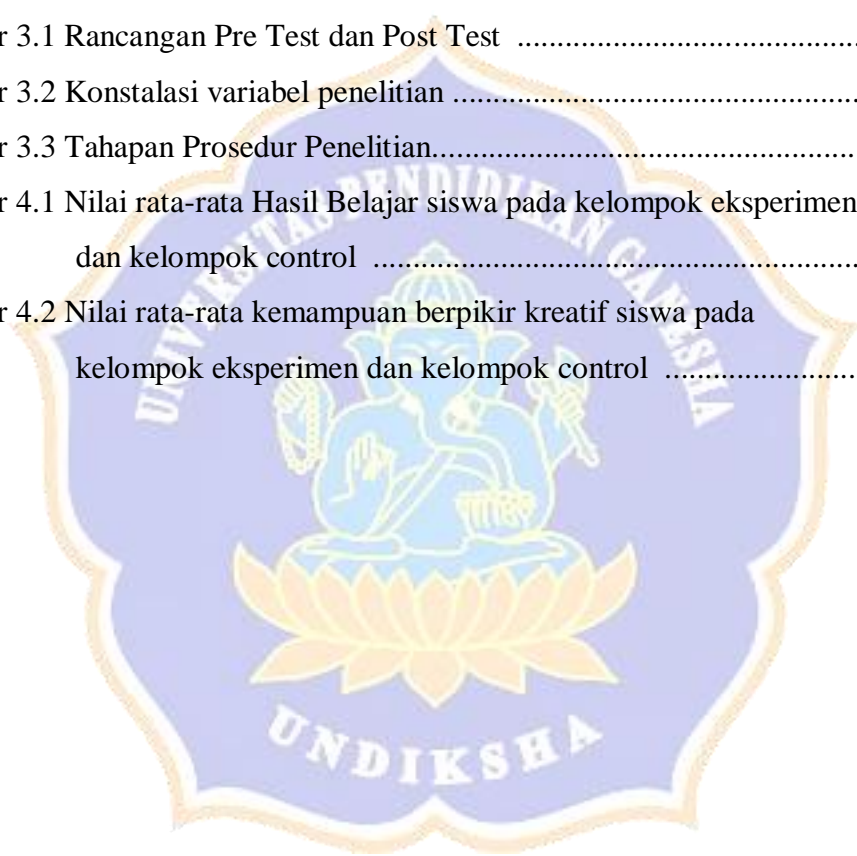 r 3.1 Rancangan Pre Test dan Post Test ..........................................
r 3.2 Konstalasi variabel penelitian ..................................................
r 3.3 Tahapan Prosedur Penelitian.....................................................
r 4.1 Nilai rata-rata Hasil Belajar siswa pada kelompok eksperimen
dan kelompok control ............................................................
r 4.2 Nilai rata-rata kemampuan berpikir kreatif siswa pada
kelompok eksperimen dan kelompok control ........................
UNIVERSITAS PENDIDIKAN GANESHA
UNDIKSHA